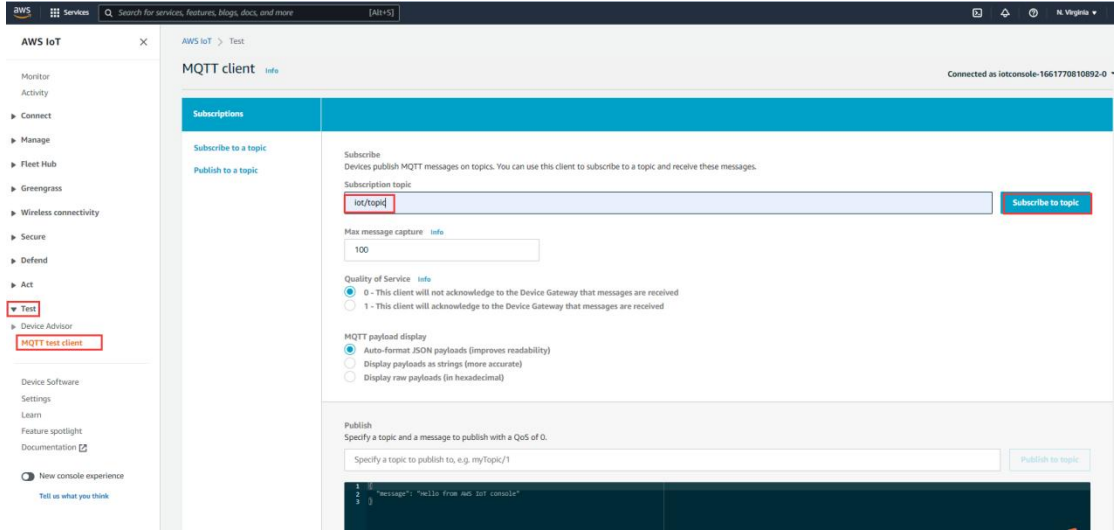 aws
Services
Search for services, features, blogs, docs, and more
[Alt+S]
N. Virginia
AWS IoT
Monitor
Activity
Connect
Manage
Fleet Hub
Greengrass
Wireless connectivity
Secure
Defend
Act
Test
Device Advisor
MQTT test client
Device Software
Settings
Learn
Feature spotlight
Documentation
New console experience
Tell us what you think
AWS IoT > Test
MQTT client Info
Connected as iotconsole-1661770810892-0
Subscriptions
Subscribe to a topic
Publish to a topic
Subscribe
Devices publish MQTT messages on topics. You can use this client to subscribe to a topic and receive these messages.
Subscription topic
iot/topic
Subscribe to topic
Max message capture Info
100
Quality of Service Info
0 - This client will not acknowledge to the Device Gateway that messages are received
1 - This client will acknowledge to the Device Gateway that messages are received
MQTT payload display
Auto-format JSON payloads (improves readability)
Display payloads as strings (more accurate)
Display raw payloads (in hexadecimal)
Publish
Specify a topic and a message to publish with a QoS of 0.
Specify a topic to publish to, e.g. myTopic/1
Publish to topic
1 {
2 "message": "Hello from AWS IoT console"
3 }